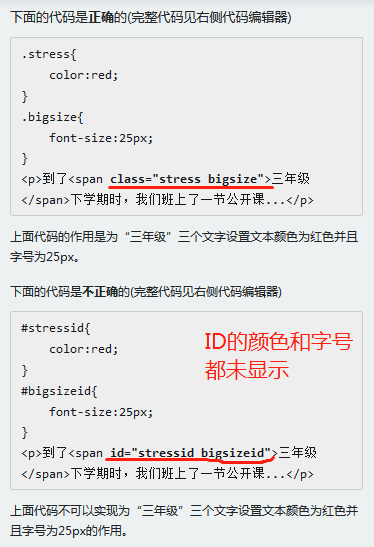 下面的代码是正确的(完整代码见右侧代码编辑器)
.stress{
    color:red;
}
.bigsize{
    font-size:25px;
}
<p>到了<span class="stress bigsize">三年级
</span>下学期时，我们班上了一节公开课...</p>
上面代码的作用是为“三年级”三个文字设置文本颜色为红色并且
字号为25px。
下面的代码是不正确的(完整代码见右侧代码编辑器)
#stressid{
    color:red;
}
#bigsizeid{
    font-size:25px;
}
ID的颜色和字号
都未显示
<p>到了<span id="stressid bigsizeid">三年级
</span>下学期时，我们班上了一节公开课...</p>
上面代码不可以实现为“三年级”三个文字设置文本颜色为红色并
且字号为25px的作用。